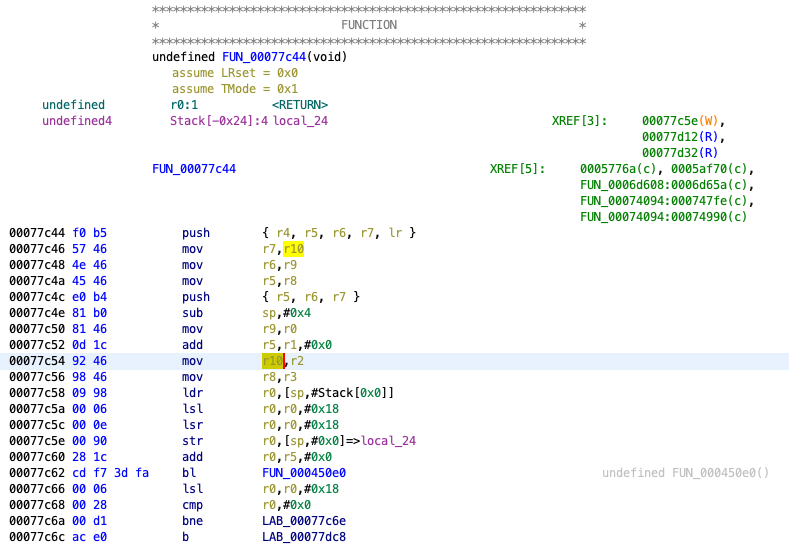 **************************************************************
* FUNCTION *
**************************************************************
undefined FUN_00077c44(void)
assume LRset = 0x0
assume TMode = 0x1
undefined r0:1 <RETURN>
undefined4 Stack[-0x24]:4 local_24 XREF[3]: 00077c5e(W),
00077d12(R),
00077d32(R)
FUN_00077c44 XREF[5]: 0005776a(c), 0005af70(c),
FUN_0006d608:0006d65a(c),
FUN_00074094:000747fe(c),
FUN_00074094:00074990(c)
00077c44 f0 b5 push { r4, r5, r6, r7, lr }
00077c46 57 46 mov r7,r10
00077c48 4e 46 mov r6,r9
00077c4a 45 46 mov r5,r8
00077c4c e0 b4 push { r5, r6, r7 }
00077c4e 81 b0 sub sp,#0x4
00077c50 81 46 mov r9,r0
00077c52 0d 1c add r5,r1,#0x0
00077c54 92 46 mov r10,r2
00077c56 98 46 mov r8,r3
00077c58 09 98 ldr r0,[sp,#Stack[0x0]]
00077c5a 00 06 lsl r0,r0,#0x18
00077c5c 00 0e lsr r0,r0,#0x18
00077c5e 00 90 str r0,[sp,#0x0]=>local_24
00077c60 28 1c add r0,r5,#0x0
00077c62 cd f7 3d fa bl FUN_000450e0 undefined FUN_000450e0()
00077c66 00 06 lsl r0,r0,#0x18
00077c68 00 28 cmp r0,#0x0
00077c6a 00 d1 bne LAB_00077c6e
00077c6c ac e0 b LAB_00077dc8